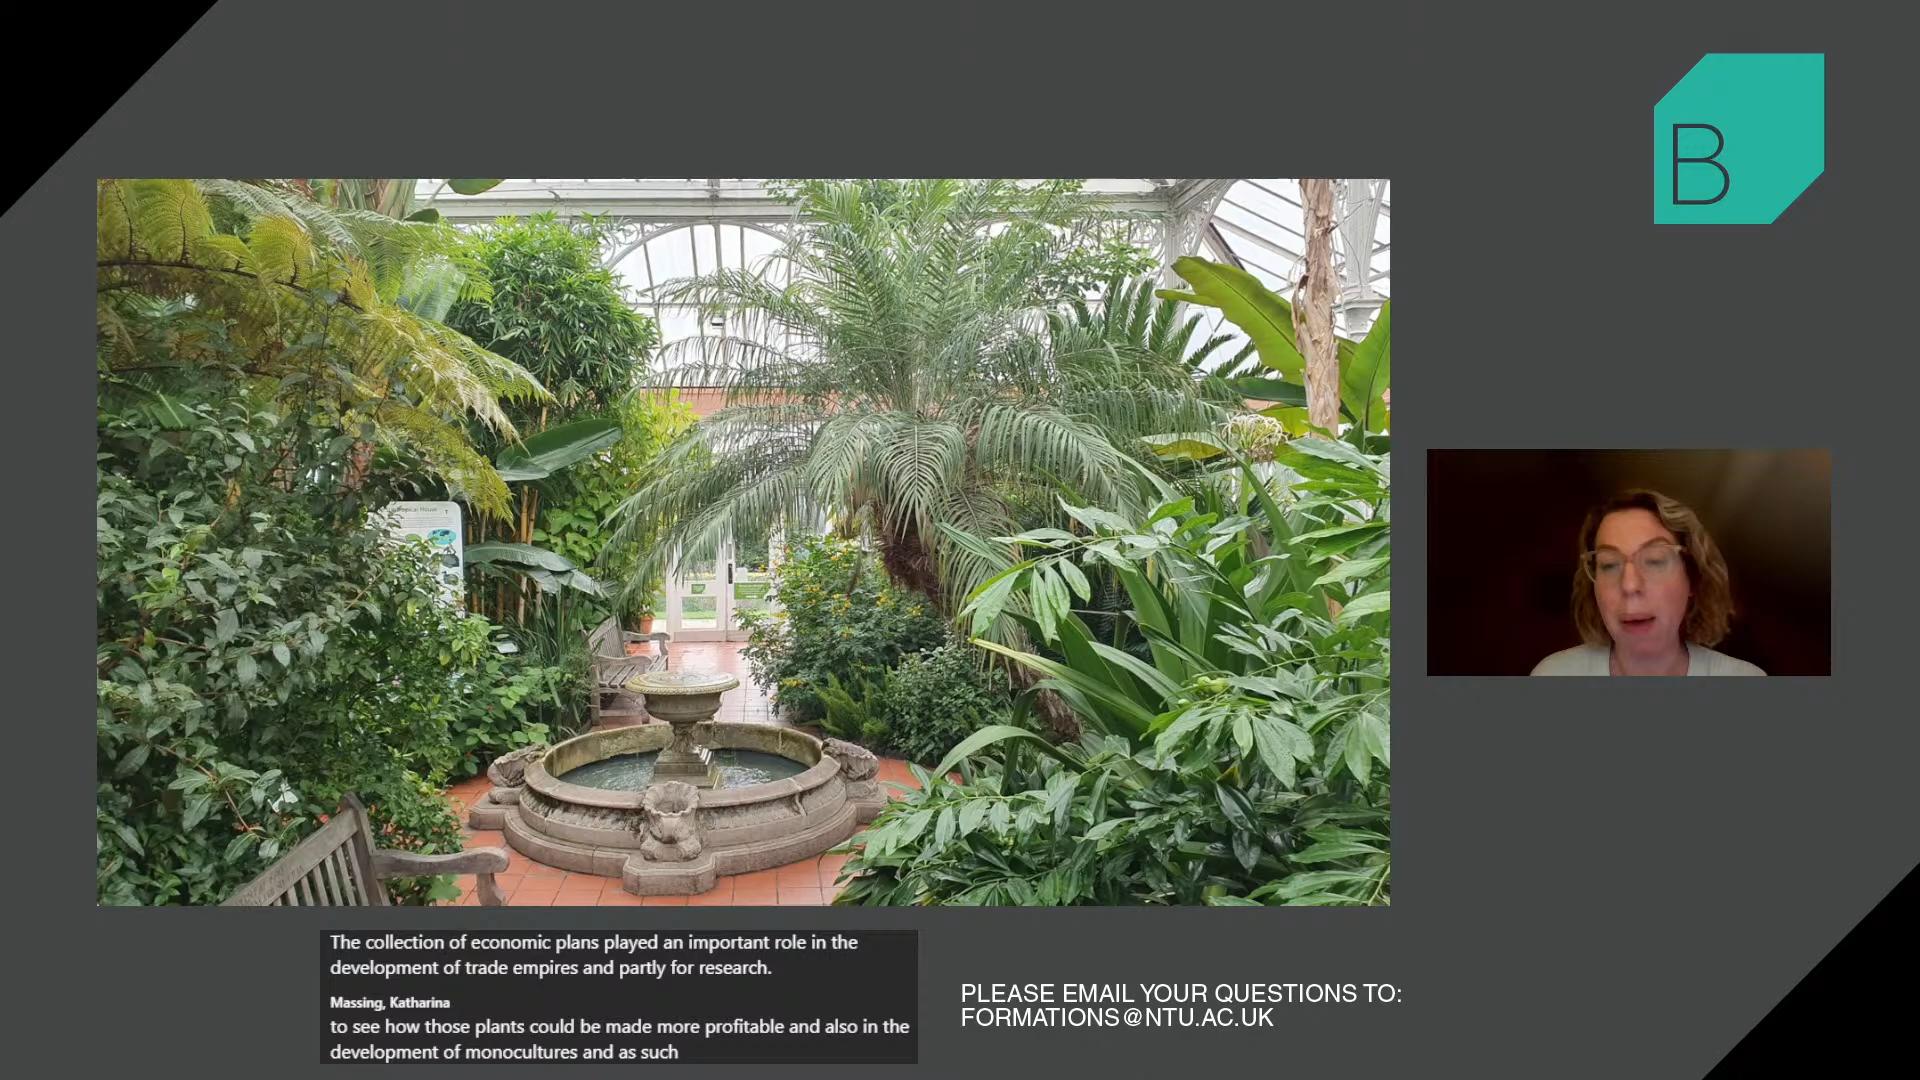 B
Tropical House
The collection of economic plans played an important role in the
development of trade empires and partly for research.
Massing, Katharina
to see how those plants could be made more profitable and also in the
development of monocultures and as such
PLEASE EMAIL YOUR QUESTIONS TO:
FORMATIONS@NTU.AC.UK